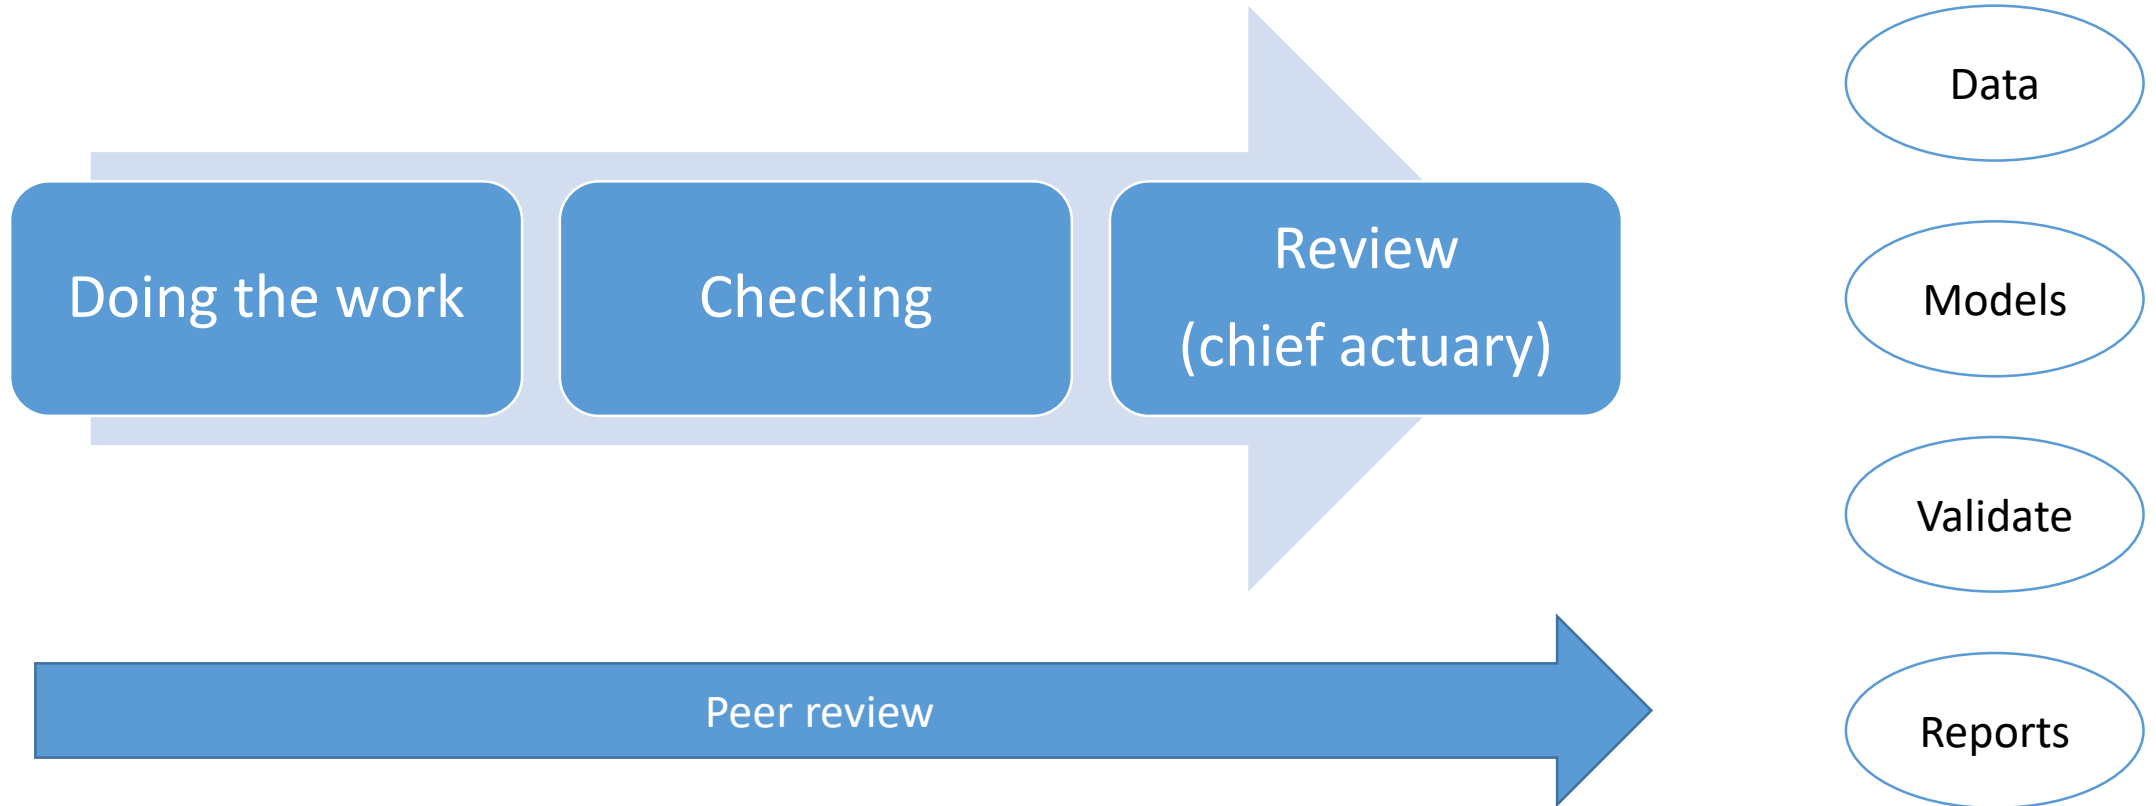 Doing the work
Checking
Review
(chief actuary)
Peer review
Data
Models
Validate
Reports